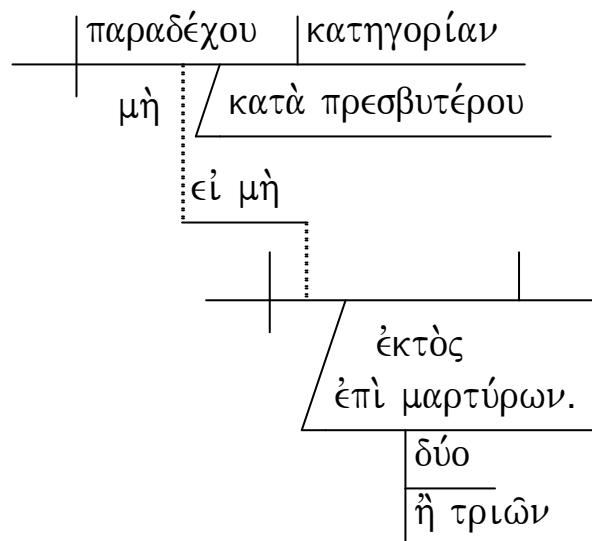 παραδέχου κατηγορίαν
μὴ κατὰ πρεσβυτέρου
εἰ μὴ
ἐκτὸς
ἐπὶ μαρτύρων.
δύο
ἢ τριῶν